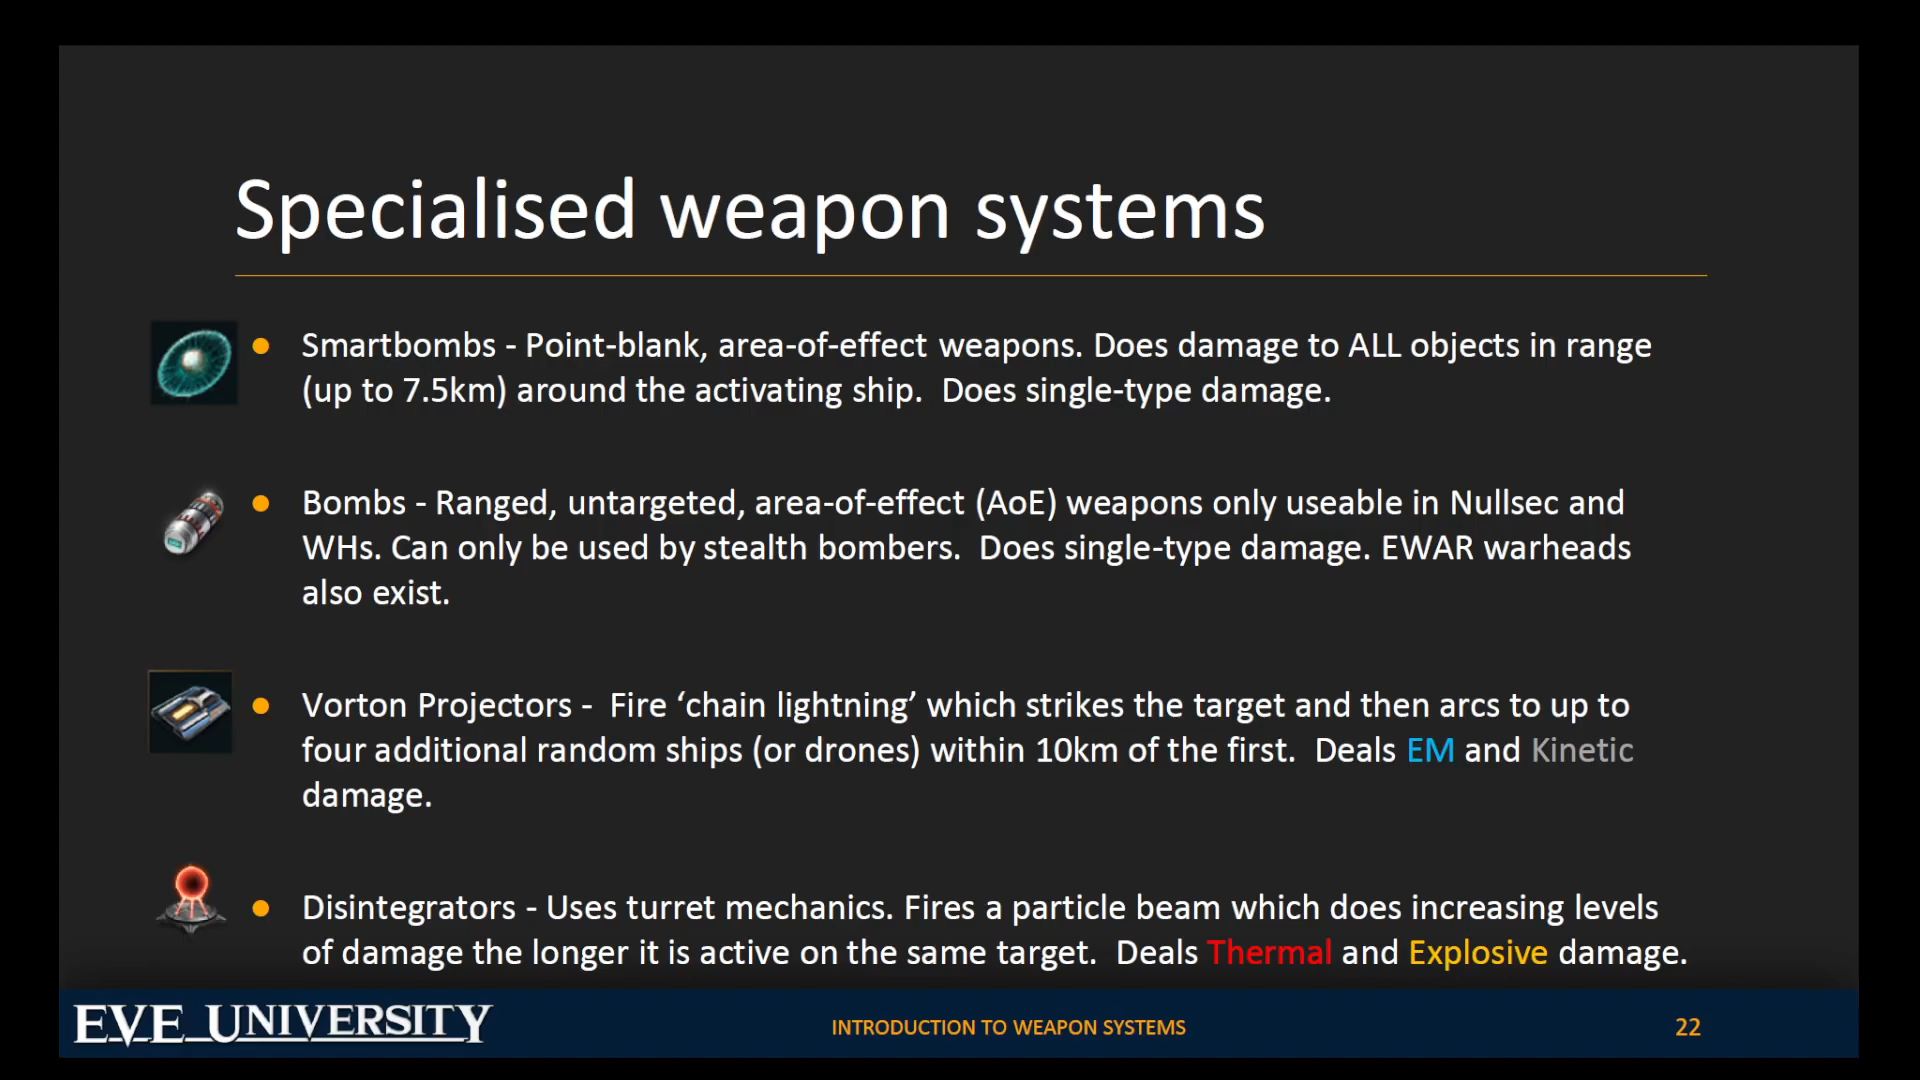 Specialised weapon systems
● Smartbombs - Point-blank, area-of-effect weapons. Does damage to ALL objects in range
(up to 7.5km) around the activating ship.  Does single-type damage.
● Bombs - Ranged, untargeted, area-of-effect (AoE) weapons only useable in Nullsec and
WHs. Can only be used by stealth bombers.  Does single-type damage. EWAR warheads
also exist.
● Vorton Projectors -  Fire ‘chain lightning’ which strikes the target and then arcs to up to
four additional random ships (or drones) within 10km of the first.  Deals EM and Kinetic
damage.
● Disintegrators - Uses turret mechanics. Fires a particle beam which does increasing levels
of damage the longer it is active on the same target.  Deals Thermal and Explosive damage.
EVE UNIVERSITY
INTRODUCTION TO WEAPON SYSTEMS
22